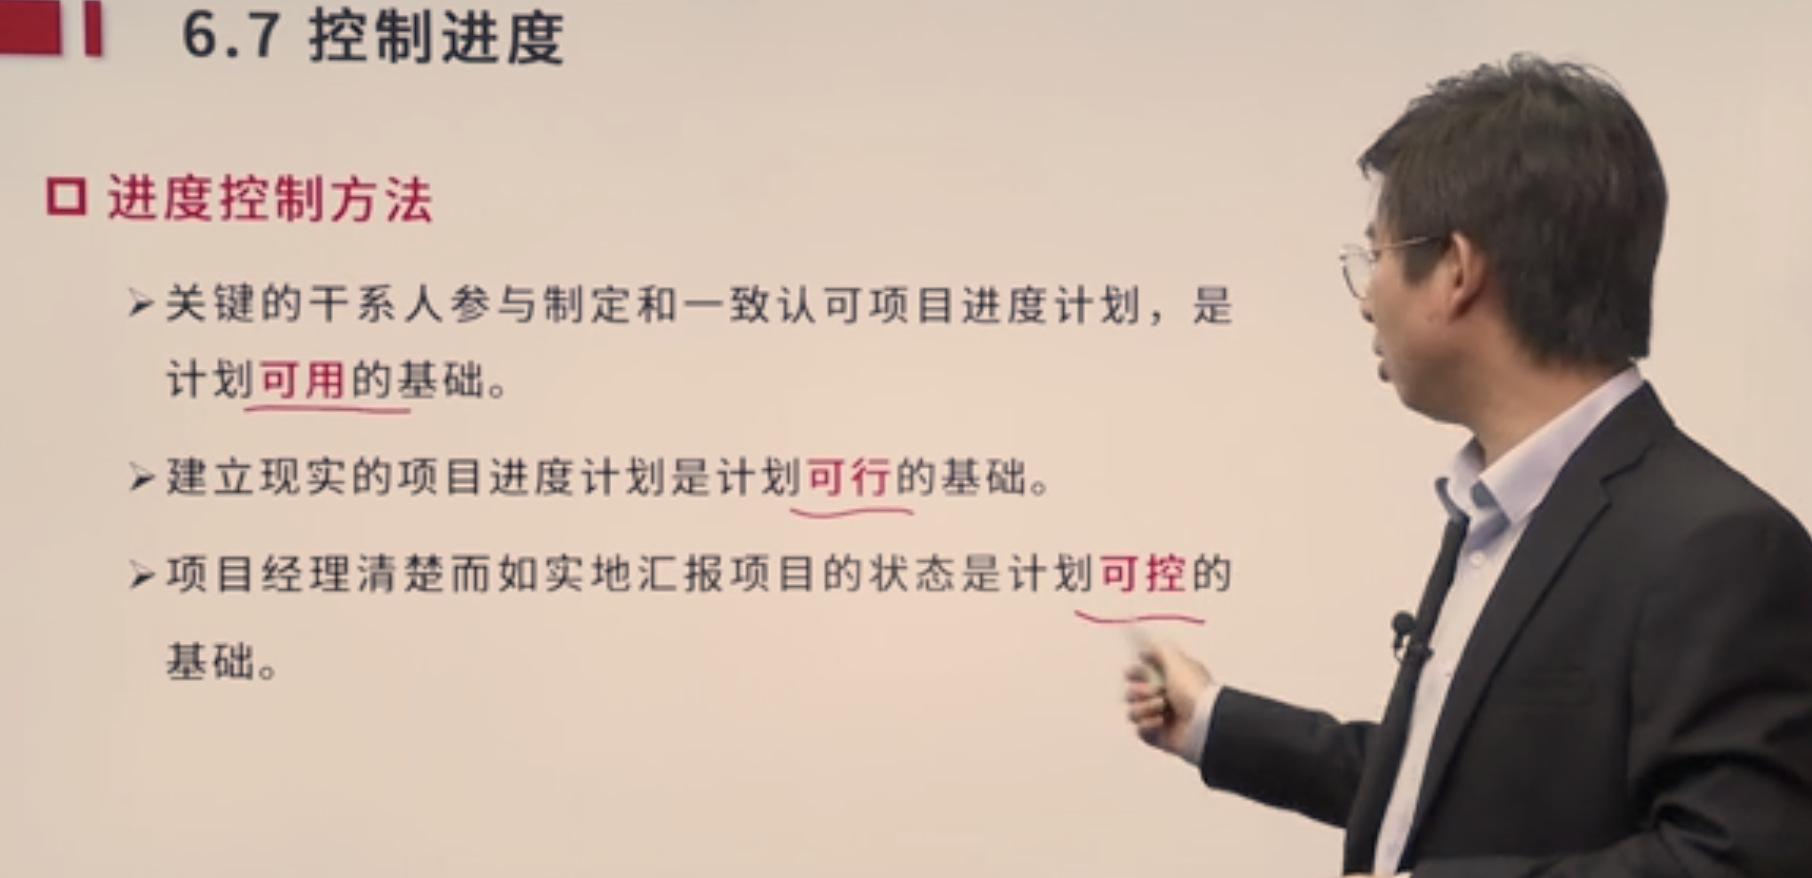 6.7 控制进度
进度控制方法
➢关键的干系人参与制定和一致认可项目进度计划，是
计划可用的基础。
➢建立现实的项目进度计划是计划可行的基础。
➢项目经理清楚而如实地汇报项目的状态是计划可控的
基础。